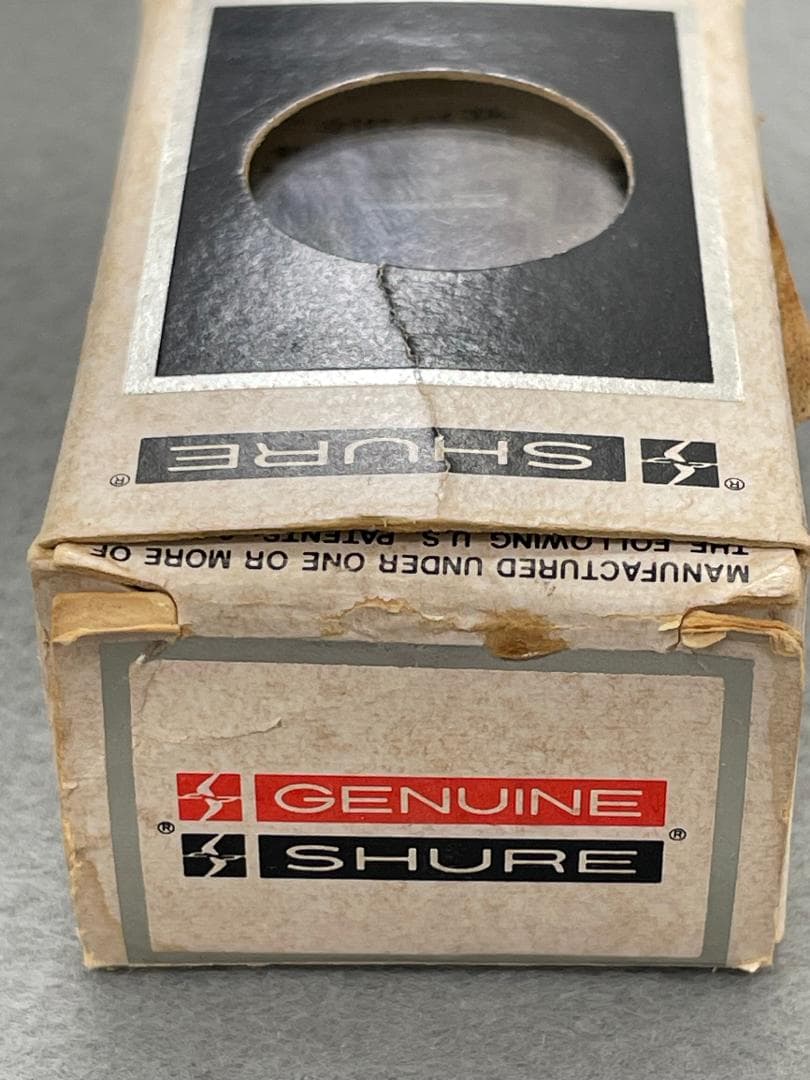 ® SHURE ®
MANUFACTURED UNDER ONE OR MORE OF
THE FOLLOWING U.S. PATENTS
GENUINE
® SHURE ®